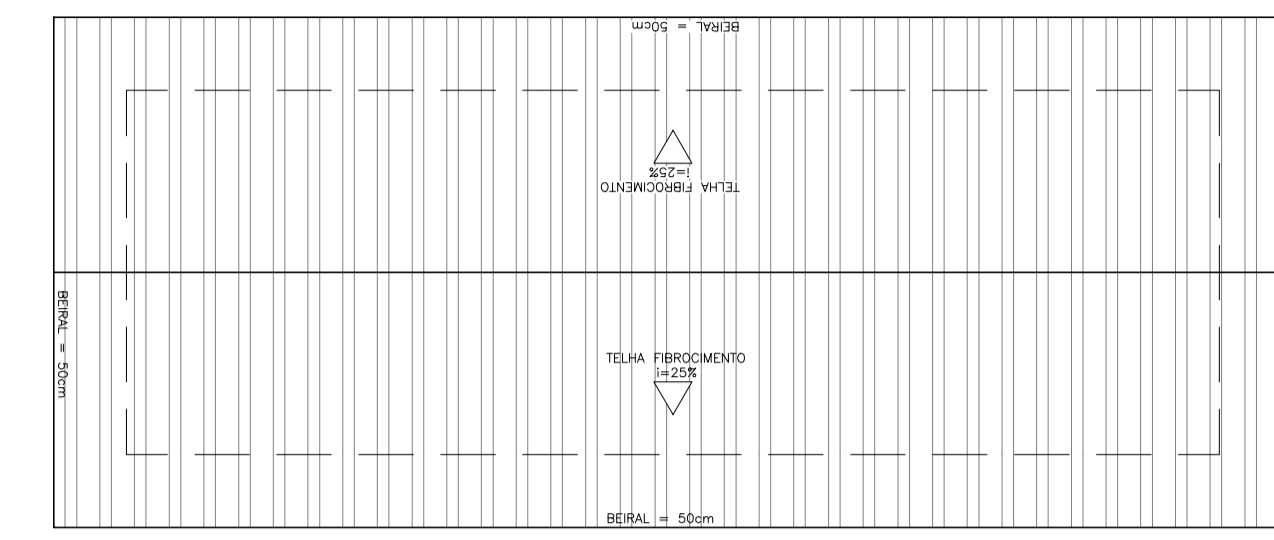 BEIRAL = 50cm
i=25%
TELHA FIBROCIMENTO
BEIRAL = 50cm
TELHA FIBROCIMENTO
i=25%
BEIRAL = 50cm